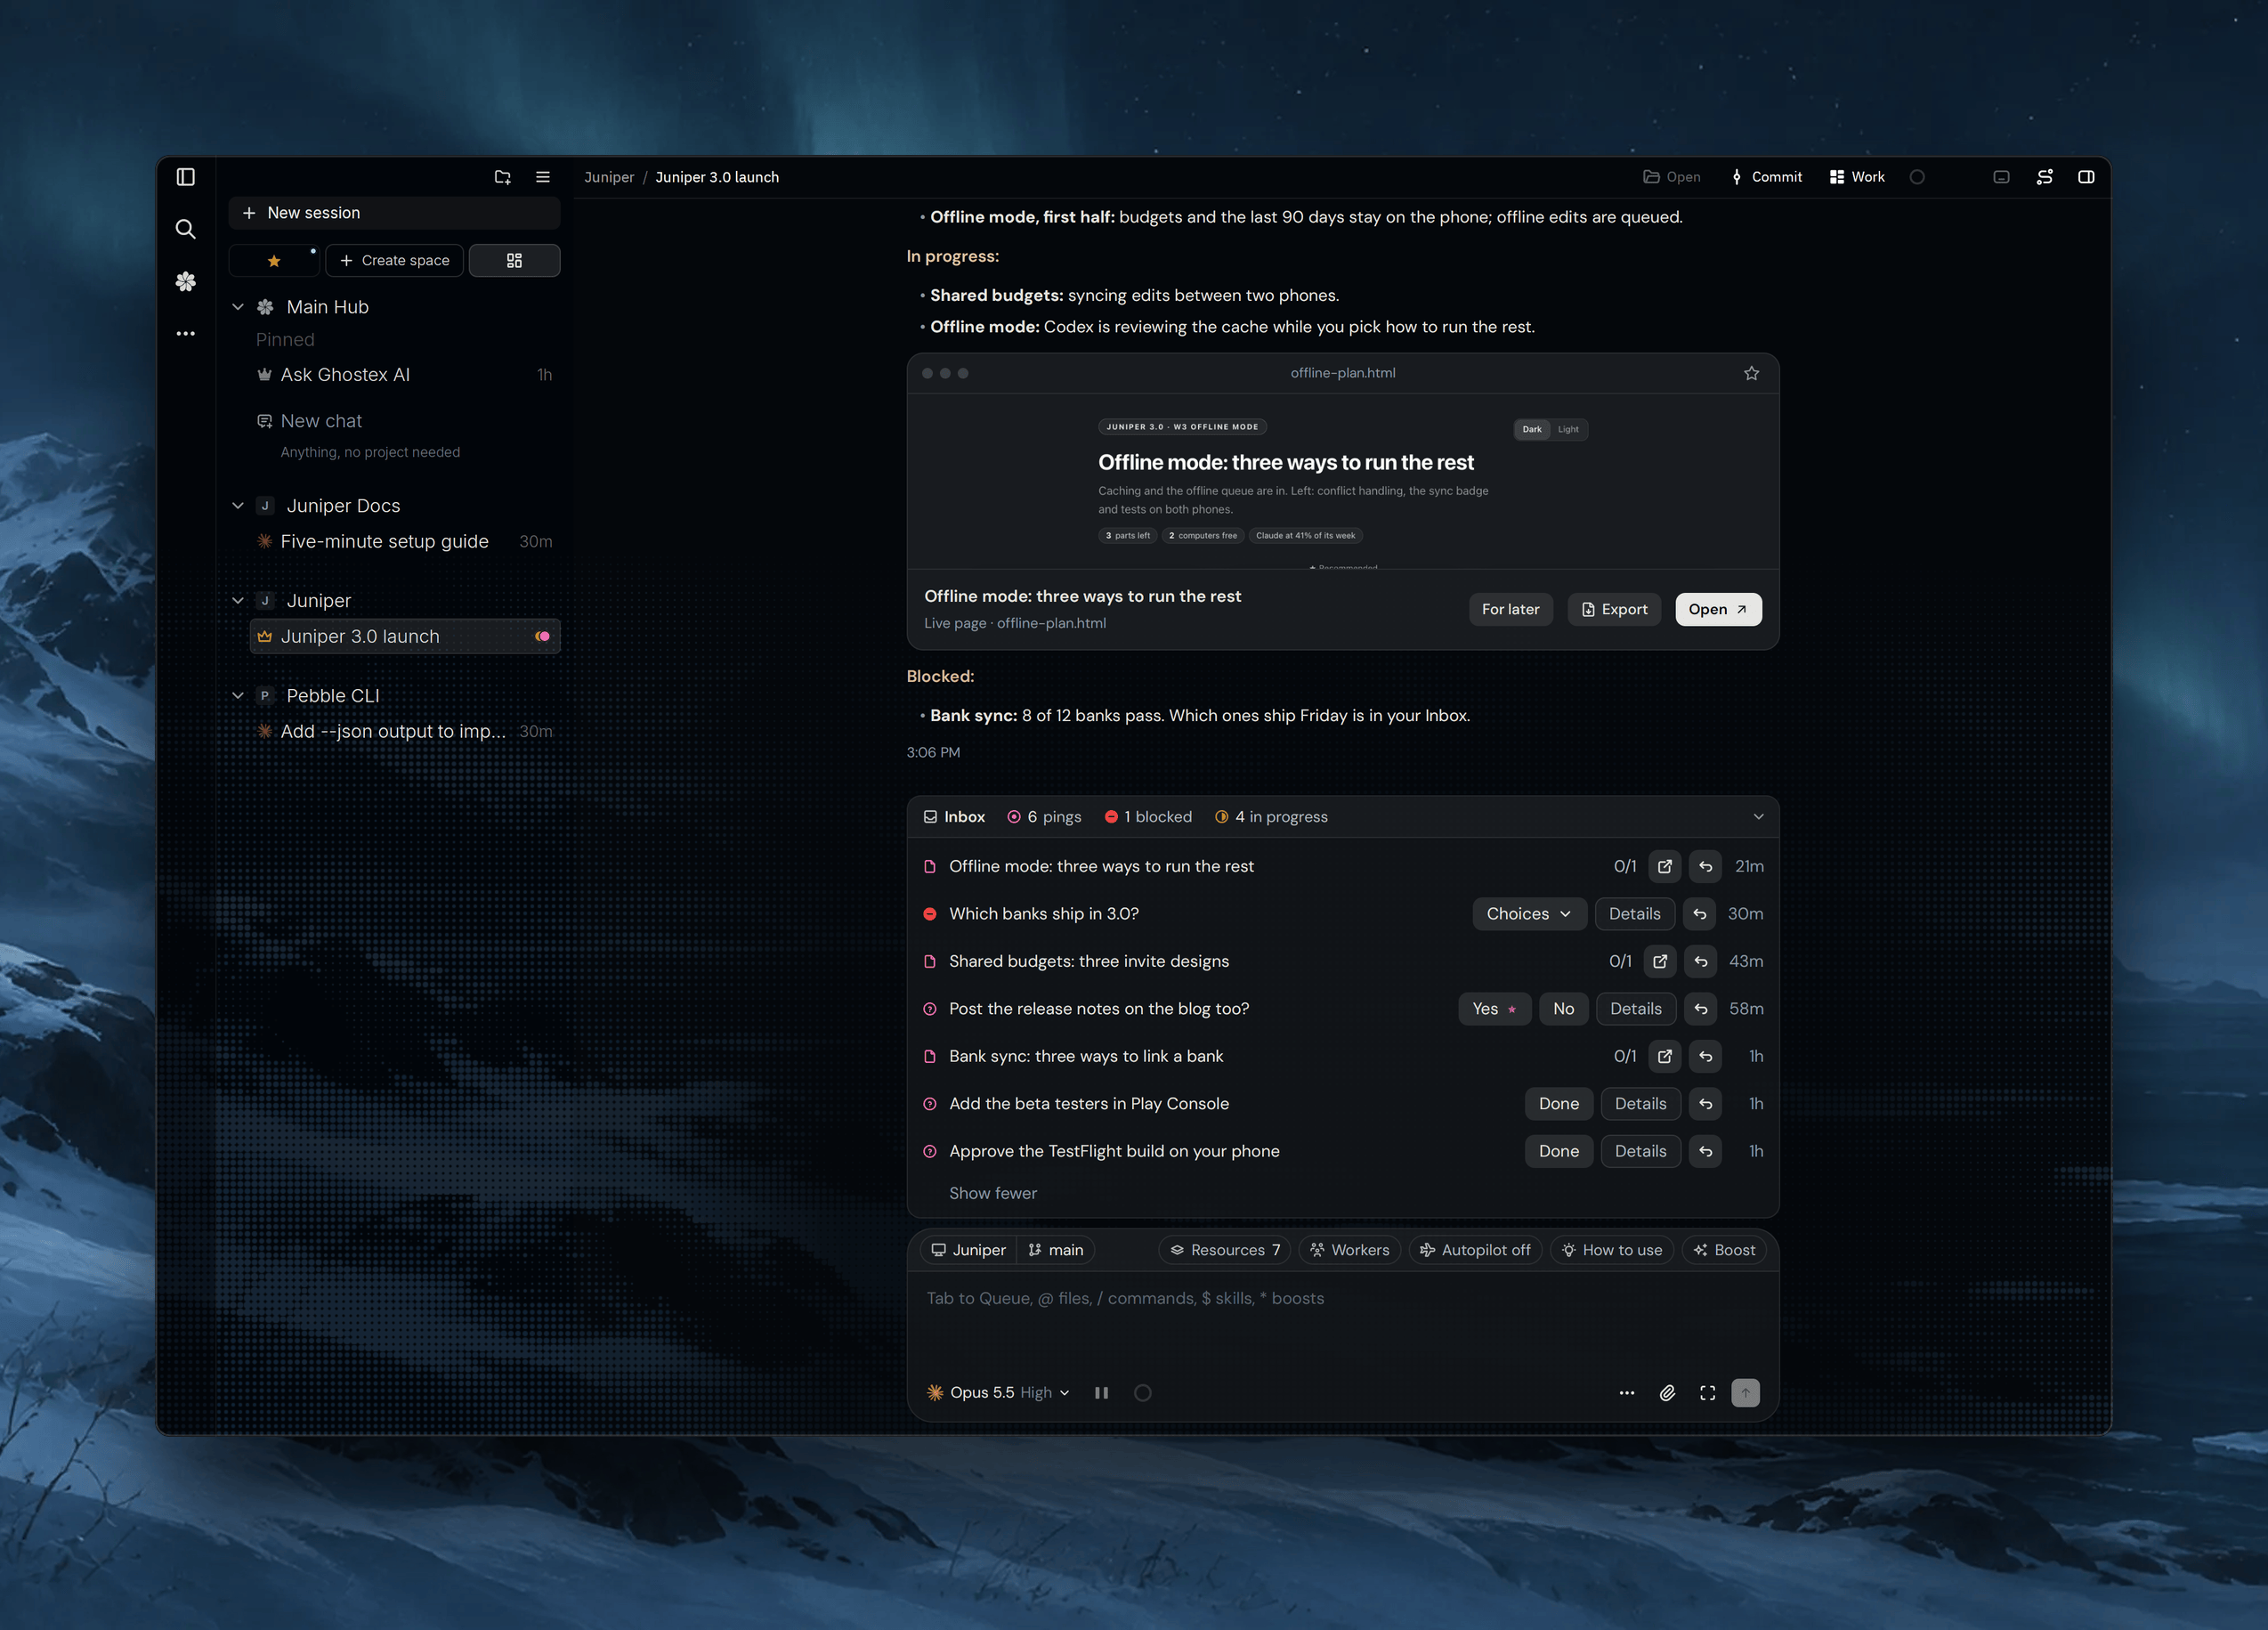 Juniper / Juniper 3.0 launch
Open
Commit
Work
New session
Create space
Main Hub
Pinned
Ask Ghostex AI 1h
New chat
Anything, no project needed
J Juniper Docs
Five-minute setup guide 30m
J Juniper
Juniper 3.0 launch
P Pebble CLI
Add --json output to imp... 30m
• Offline mode, first half: budgets and the last 90 days stay on the phone; offline edits are queued.
In progress:
• Shared budgets: syncing edits between two phones.
• Offline mode: Codex is reviewing the cache while you pick how to run the rest.
offline-plan.html
JUNIPER 3.0 · W3 OFFLINE MODE
Dark Light
Offline mode: three ways to run the rest
Caching and the offline queue are in. Left: conflict handling, the sync badge
and tests on both phones.
3 parts left 2 computers free Claude at 41% of its week
★ Recommended
Offline mode: three ways to run the rest
Live page · offline-plan.html
For later Export Open
Blocked:
• Bank sync: 8 of 12 banks pass. Which ones ship Friday is in your Inbox.
3:06 PM
Inbox 6 pings 1 blocked 4 in progress
Offline mode: three ways to run the rest 0/1 21m
Which banks ship in 3.0? Choices Details 30m
Shared budgets: three invite designs 0/1 43m
Post the release notes on the blog too? Yes ★ No Details 58m
Bank sync: three ways to link a bank 0/1 1h
Add the beta testers in Play Console Done Details 1h
Approve the TestFlight build on your phone Done Details 1h
Show fewer
Juniper main Resources 7 Workers Autopilot off How to use Boost
Tab to Queue, @ files, / commands, $ skills, * boosts
Opus 5.5 High